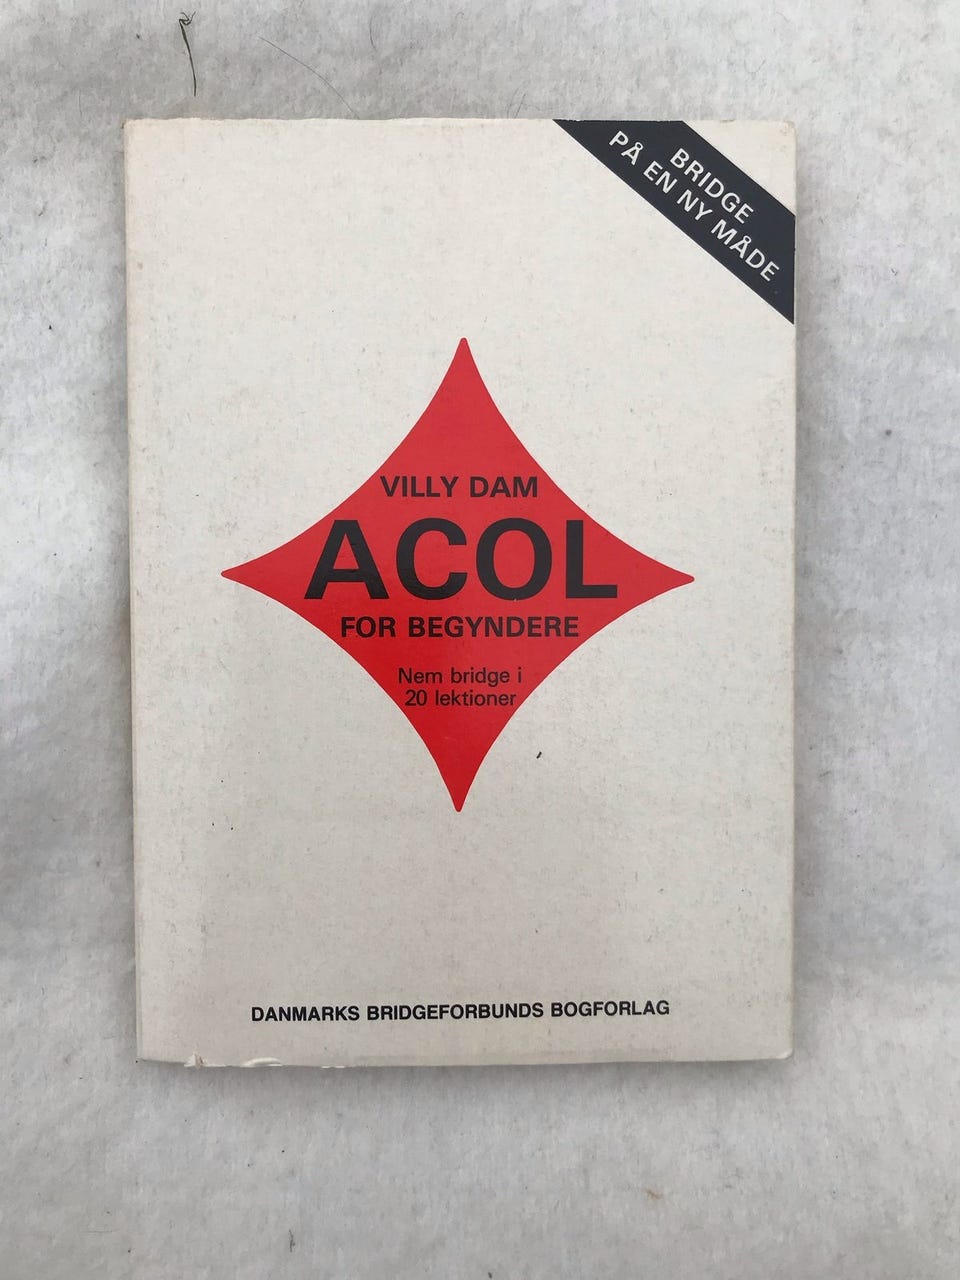 BRIDGE
PÅ EN NY MÅDE
VILLY DAM
ACOL
FOR BEGYNDERE
Nem bridge i
20 lektioner
DANMARKS BRIDGEFORBUNDS BOGFORLAG